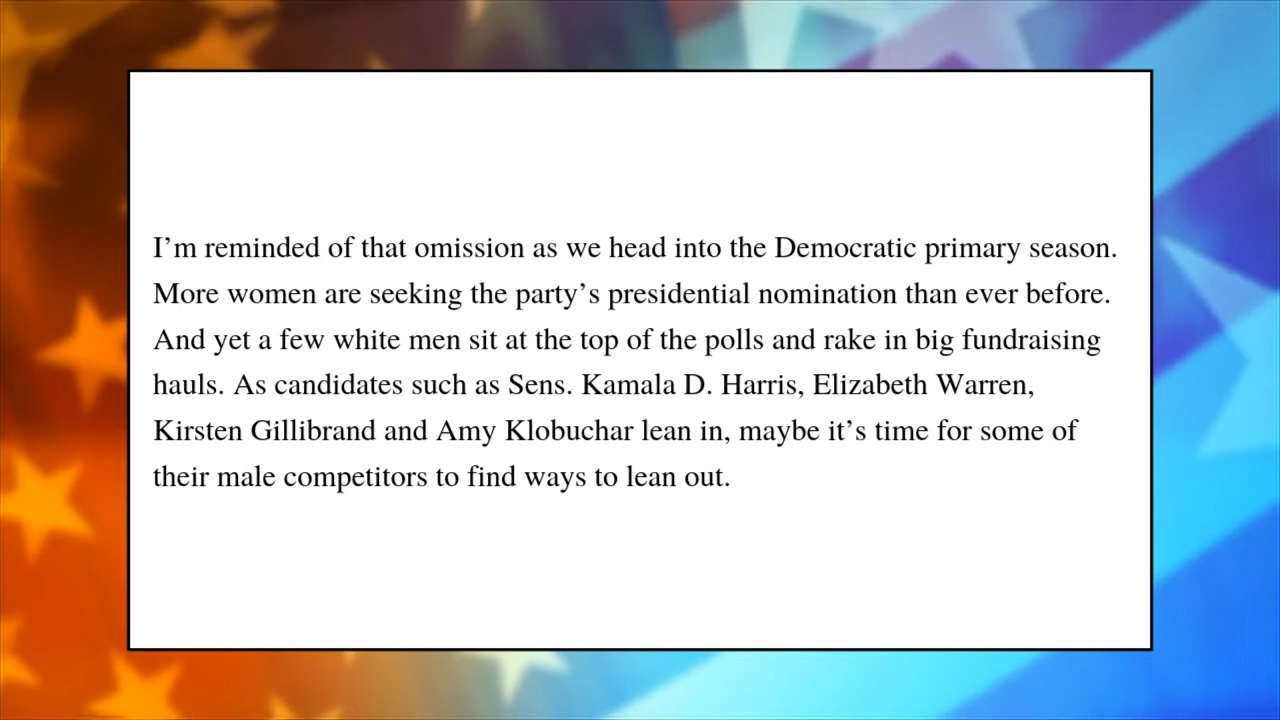 I’m reminded of that omission as we head into the Democratic primary season.
More women are seeking the party’s presidential nomination than ever before.
And yet a few white men sit at the top of the polls and rake in big fundraising
hauls. As candidates such as Sens. Kamala D. Harris, Elizabeth Warren,
Kirsten Gillibrand and Amy Klobuchar lean in, maybe it’s time for some of
their male competitors to find ways to lean out.